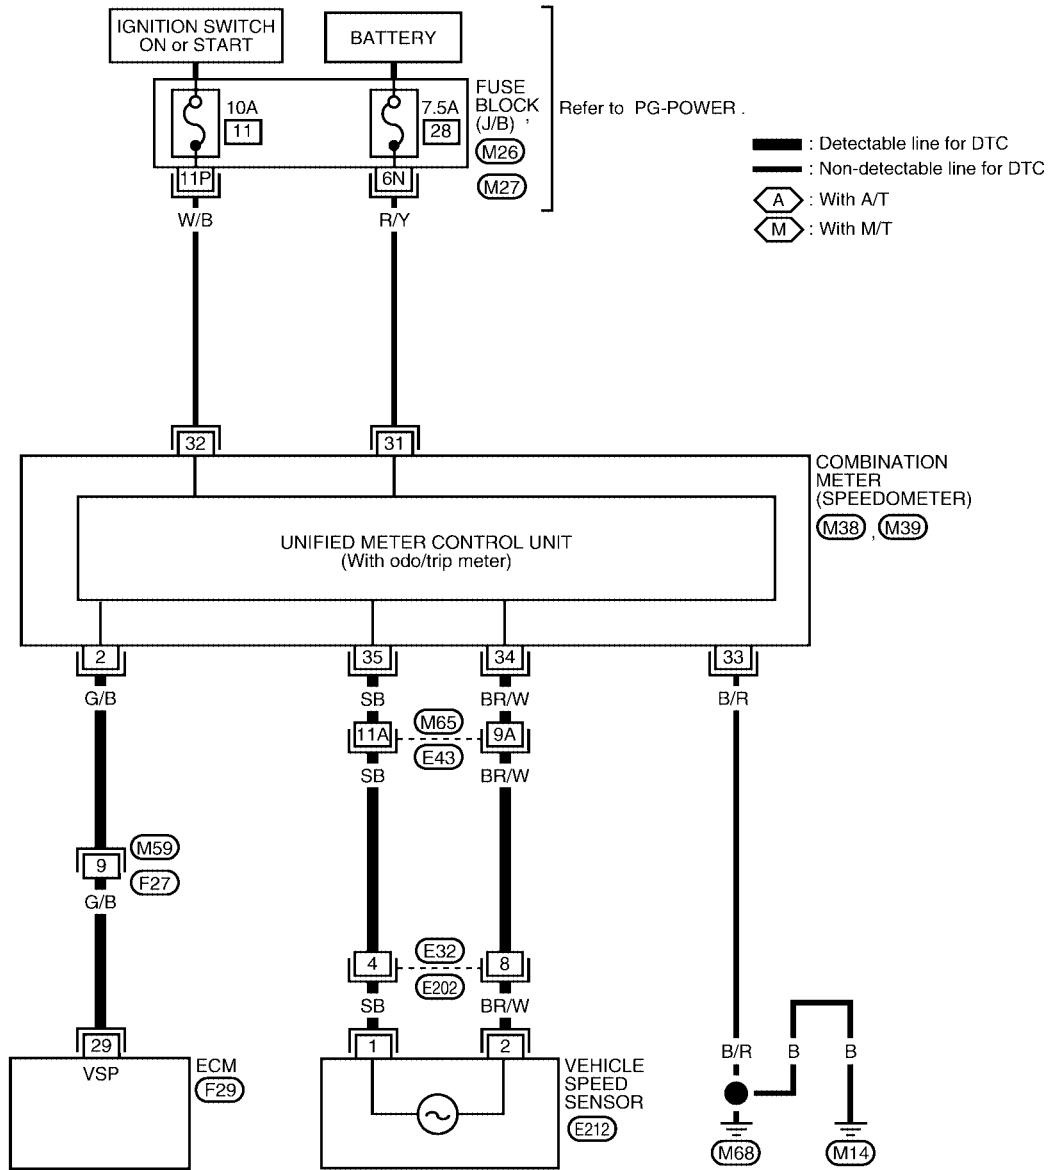 IGNITION SWITCH
ON or START
BATTERY
10A
11
7.5A
28
FUSE
BLOCK
(J/B) ,
M26
M27
Refer to PG-POWER .
: Detectable line for DTC
: Non-detectable line for DTC
A : With A/T
M : With M/T
11P
6N
W/B
R/Y
32
31
COMBINATION
METER
(SPEEDOMETER)
M38 , M39
UNIFIED METER CONTROL UNIT
(With odo/trip meter)
2
35
34
33
G/B
SB
BR/W
B/R
11A
M65
E43
9A
SB
BR/W
9
M59
F27
G/B
4
E32
E202
8
SB
BR/W
29
VSP
ECM
F29
1
2
VEHICLE
SPEED
SENSOR
E212
B/R
B
B
M68
M14